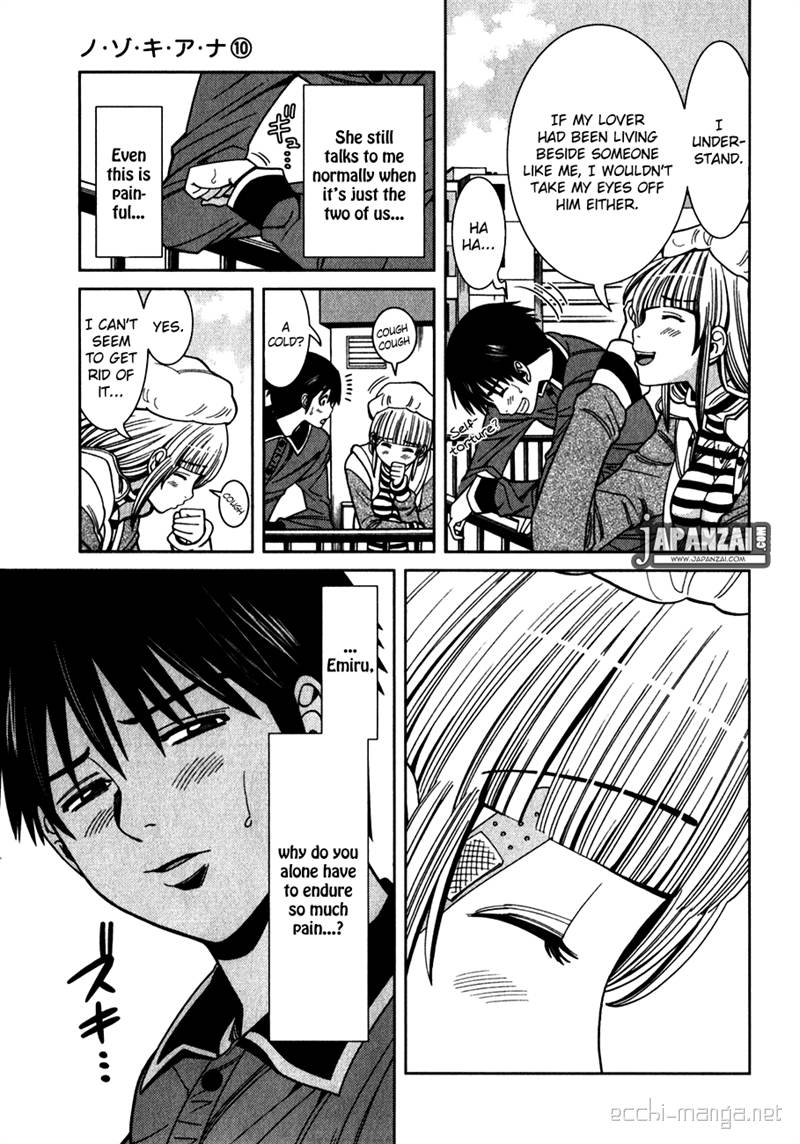 ノ・ゾ・キ・ア・ナ⑩
I
UNDER-
STAND.
IF MY LOVER
HAD BEEN LIVING
BESIDE SOMEONE
LIKE ME, I WOULDN'T
TAKE MY EYES OFF
HIM EITHER.
HA
HA...
Self-
torture?
She still
talks to me
normally when
it's just the
two of us...
ギュ...
Even
this is
pain-
ful...
COUGH
COUGH
A
COLD?
YES.
I CAN'T
SEEM TO
GET
RID OF
IT...
COUGH
JAPANZAI.COM
WWW.JAPANZAI.COM
...
Emiru,
why do you
alone have
to endure
so much
pain...?
ズキ...
ecchi-manga.net